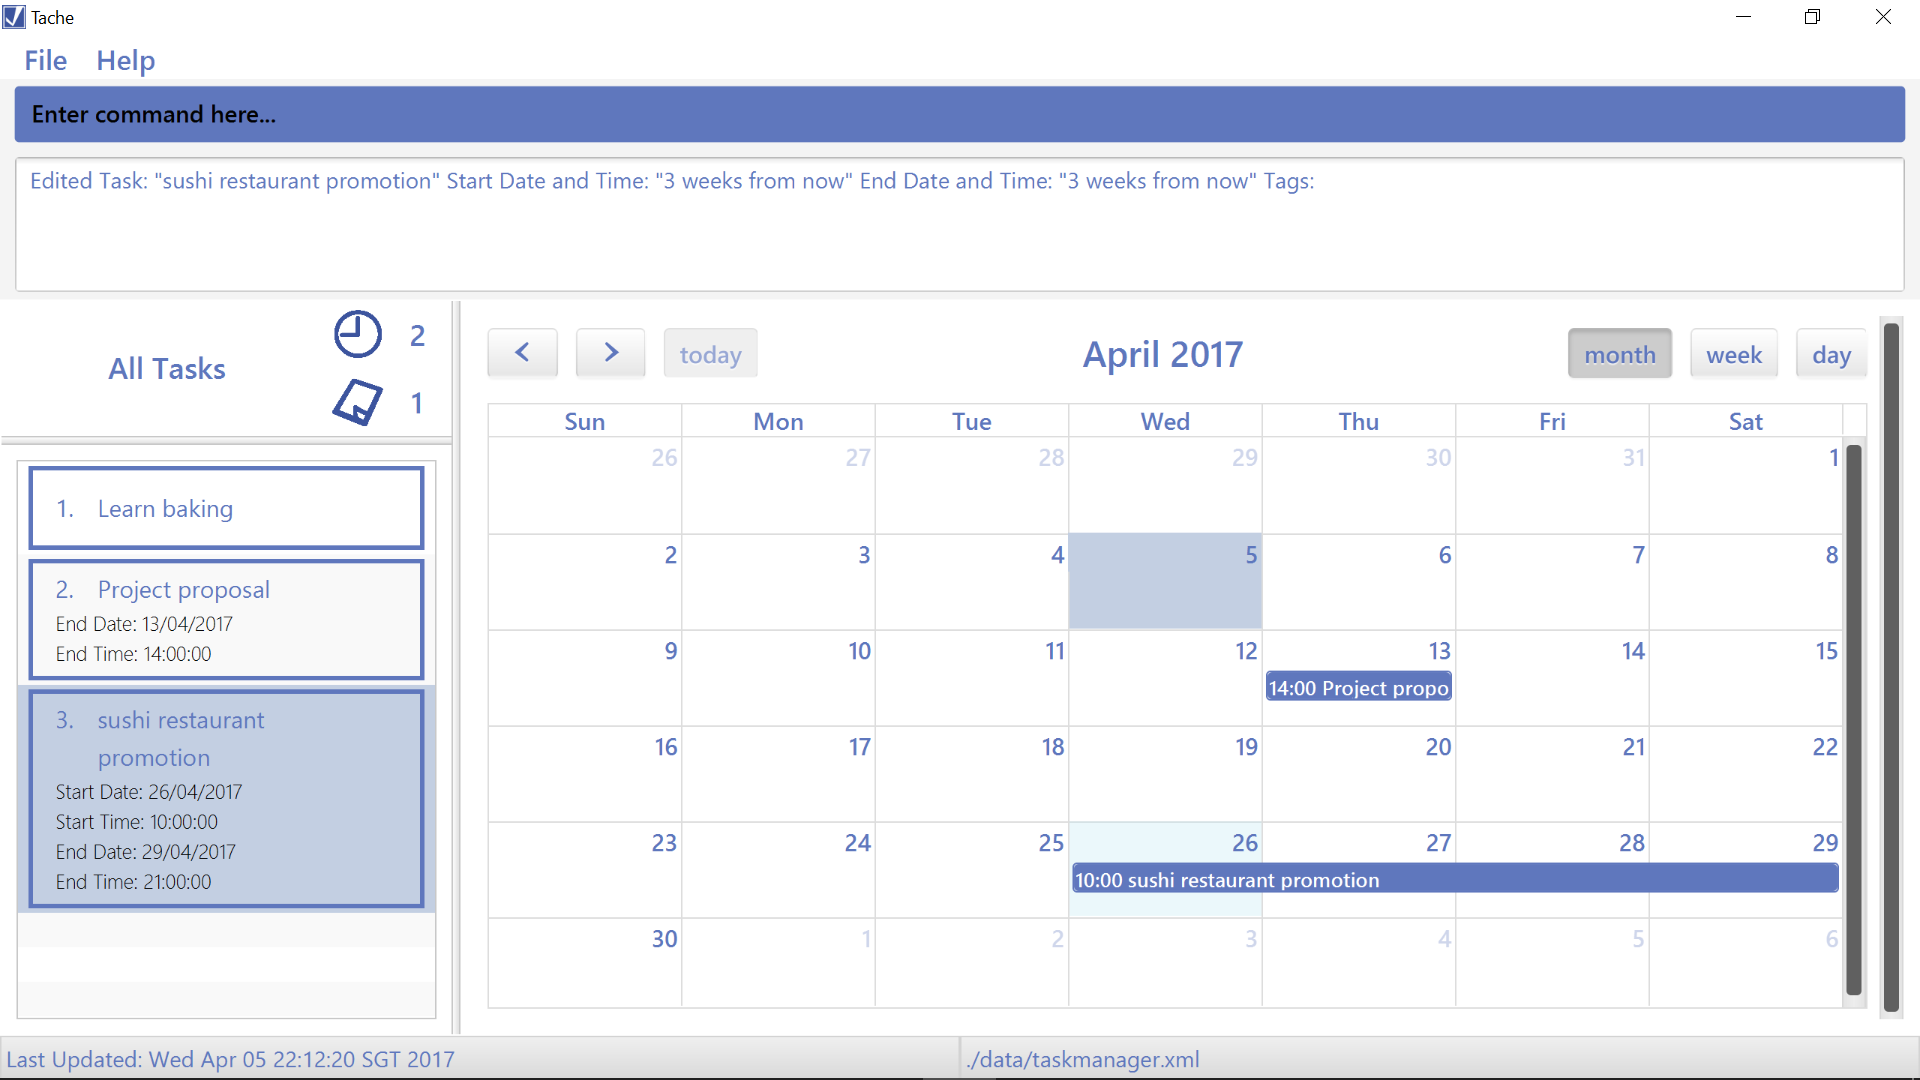 Tache
File Help
Enter command here...
Edited Task: "sushi restaurant promotion" Start Date and Time: "3 weeks from now" End Date and Time: "3 weeks from now" Tags:
All Tasks
2
1
1. Learn baking
2. Project proposal
End Date: 13/04/2017
End Time: 14:00:00
3. sushi restaurant
promotion
Start Date: 26/04/2017
Start Time: 10:00:00
End Date: 29/04/2017
End Time: 21:00:00
< > today April 2017 month week day
Sun Mon Tue Wed Thu Fri Sat
26 27 28 29 30 31 1
2 3 4 5 6 7 8
9 10 11 12 13 14 15
14:00 Project propo
16 17 18 19 20 21 22
23 24 25 26 27 28 29
10:00 sushi restaurant promotion
30 1 2 3 4 5 6
Last Updated: Wed Apr 05 22:12:20 SGT 2017
./data/taskmanager.xml